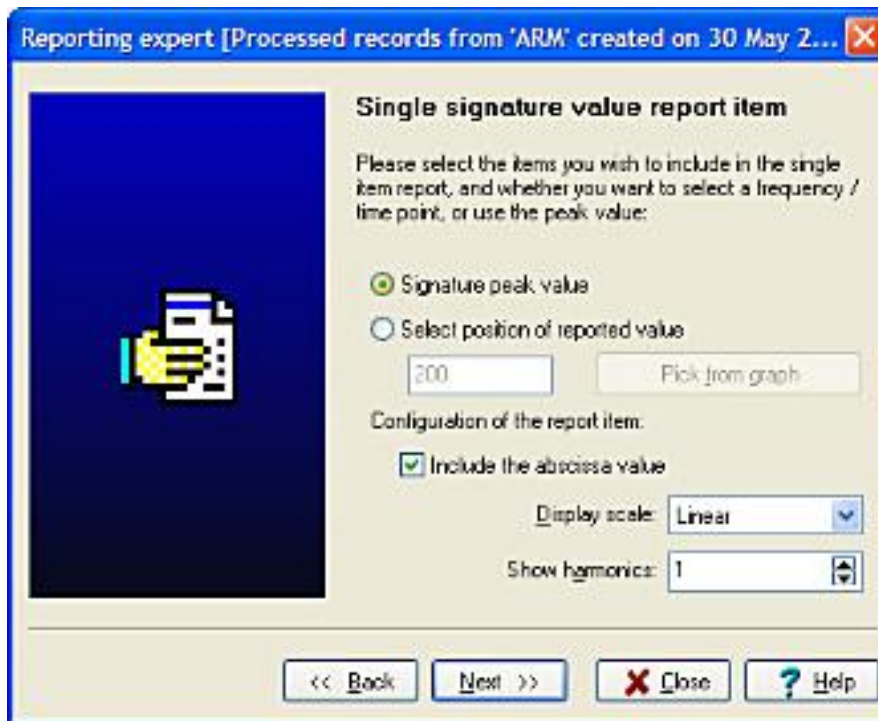 Reporting expert [Processed records from 'ARM' created on 30 May 2...
Single signature value report item
Please select the items you wish to include in the single
item report, and whether you want to select a frequency /
time point, or use the peak value:
Signature peak value
Select position of reported value
200
Pick from graph
Configuration of the report item:
Include the abscissa value
Display scale: Linear
Show harmonics: 1
<< Back
Next >>
Close
Help